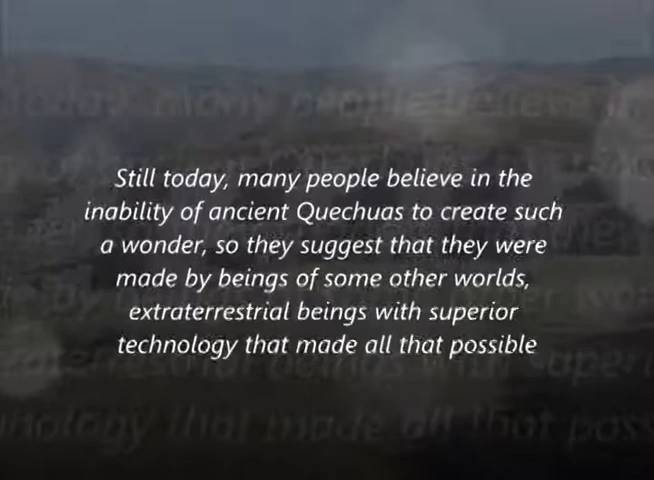 Still today, many people believe in the
inability of ancient Quechuas to create such
a wonder, so they suggest that they were
made by beings of some other worlds,
extraterrestrial beings with superior
technology that made all that possible